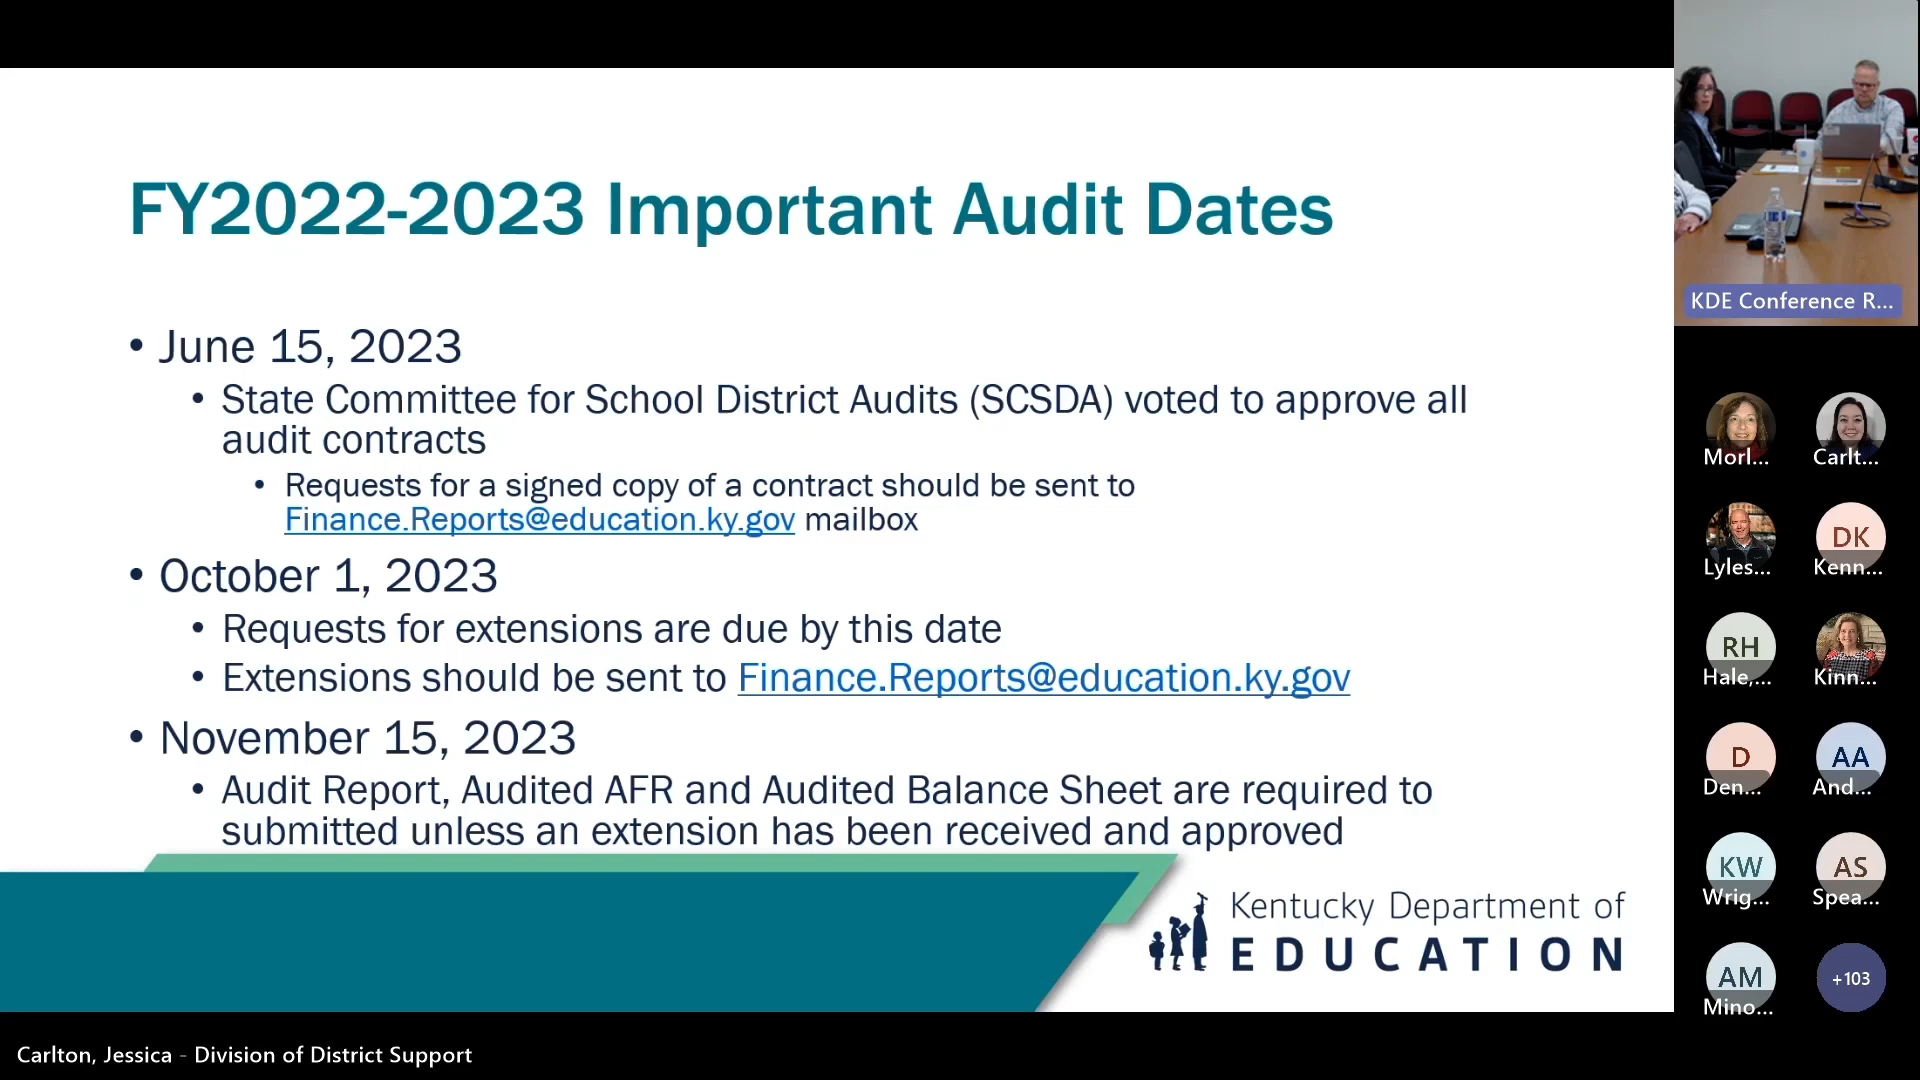 FY2022-2023 Important Audit Dates
• June 15, 2023
• State Committee for School District Audits (SCSDA) voted to approve all
audit contracts
• Requests for a signed copy of a contract should be sent to
Finance.Reports@education.ky.gov mailbox
• October 1, 2023
• Requests for extensions are due by this date
• Extensions should be sent to Finance.Reports@education.ky.gov
• November 15, 2023
• Audit Report, Audited AFR and Audited Balance Sheet are required to
submitted unless an extension has been received and approved
Kentucky Department of
EDUCATION
Carlton, Jessica - Division of District Support
KDE Conference R...
Morl...
Carlt...
Lyles...
DK
Kenn...
RH
Hale,...
Kinn...
D
Den...
AA
And...
KW
Wrig...
AS
Spea...
AM
Mino...
+103